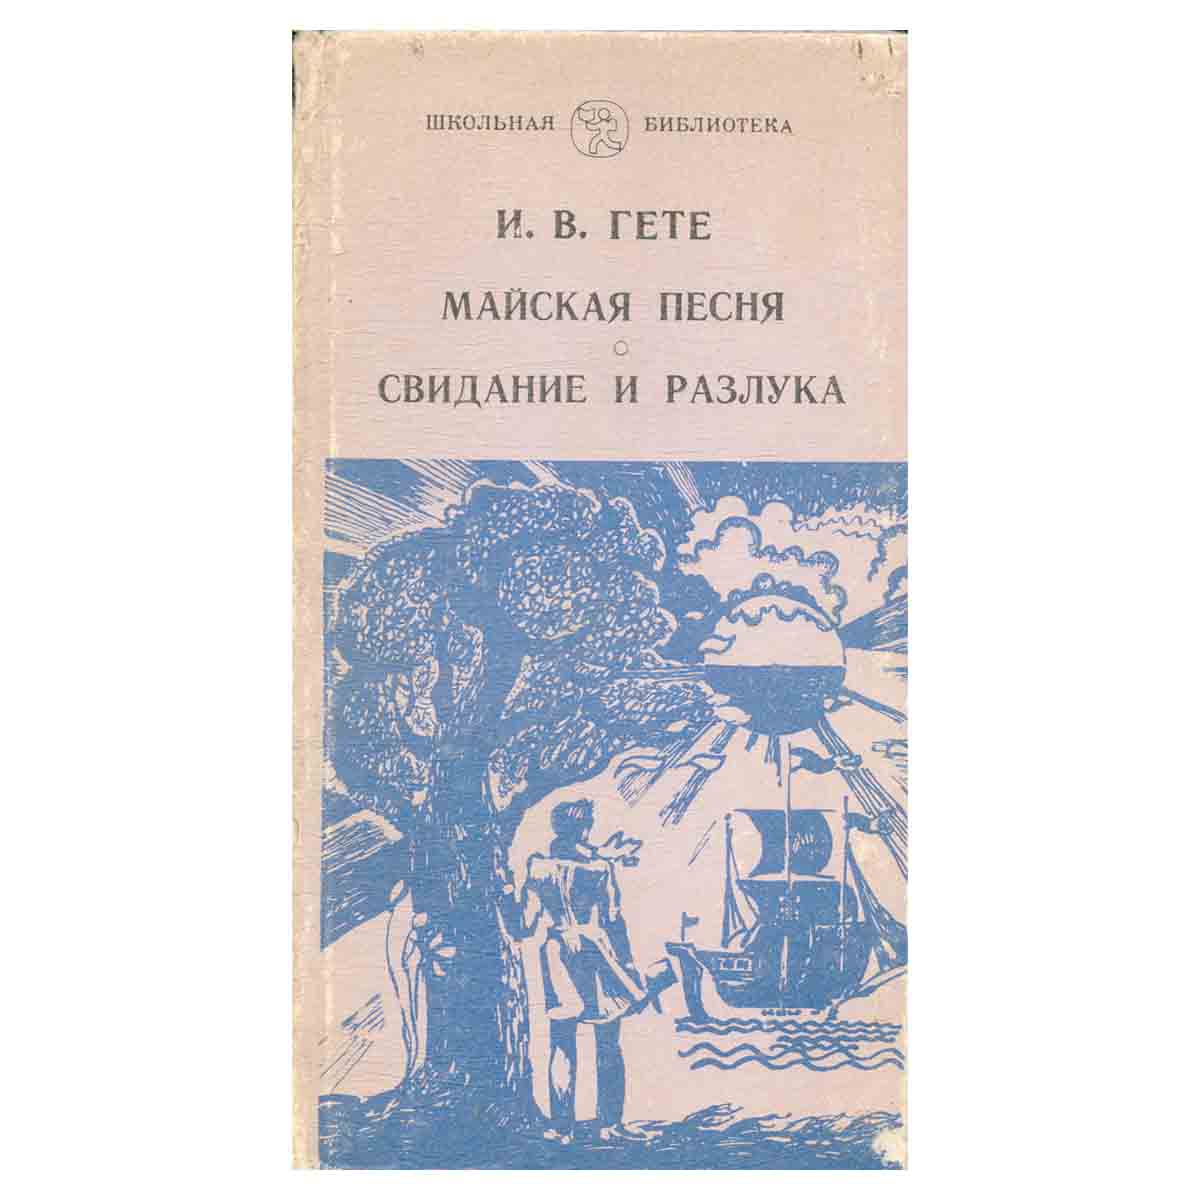 ШКОЛЬНАЯ БИБЛИОТЕКА
И. В. ГЕТЕ
МАЙСКАЯ ПЕСНЯ
СВИДАНИЕ И РАЗЛУКА